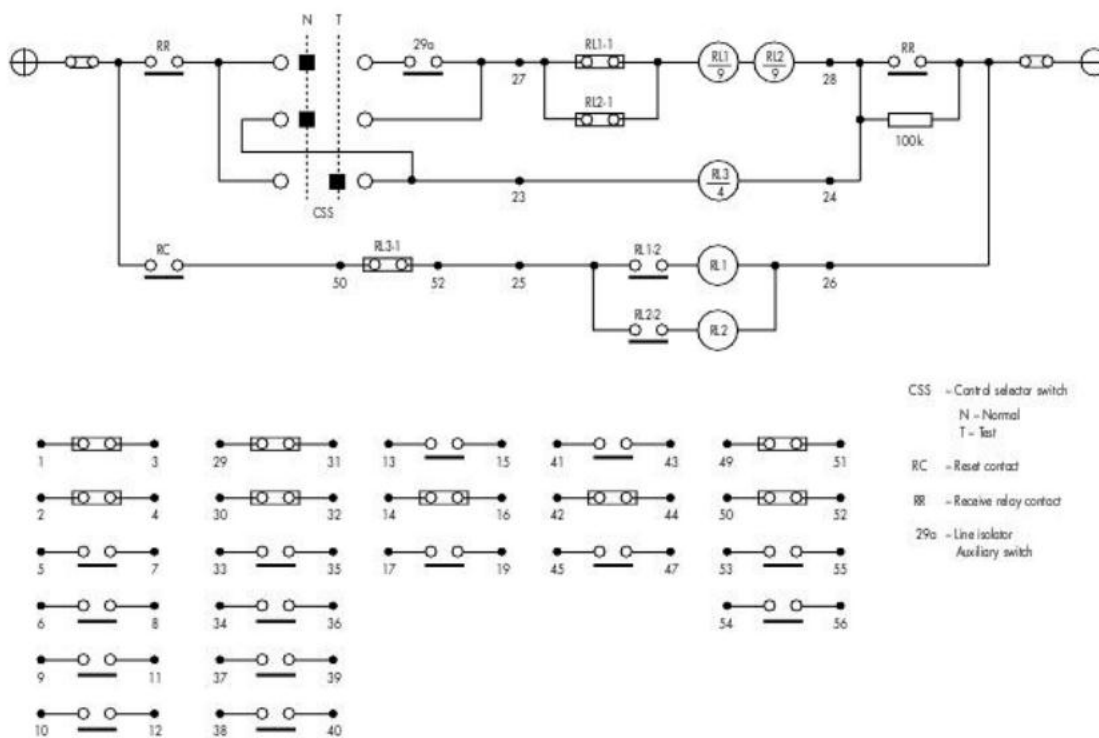 N T
RR 29a RL1-1 RL1 9 RL2 9 RR
27 28
RL2-1
100k
RL3 4
23 24
CSS
RC RL3-1 RL1-2 RL1
50 52 25 26
RL2-2 RL2
CSS – Control selector switch
N – Normal
T – Test
RC – Reset contact
RR – Receive relay contact
29a – Line isolator
Auxiliary switch
1 3 29 31 13 15 41 43 49 51
2 4 30 32 14 16 42 44 50 52
5 7 33 35 17 19 45 47 53 55
6 8 34 36 54 56
9 11 37 39
10 12 38 40